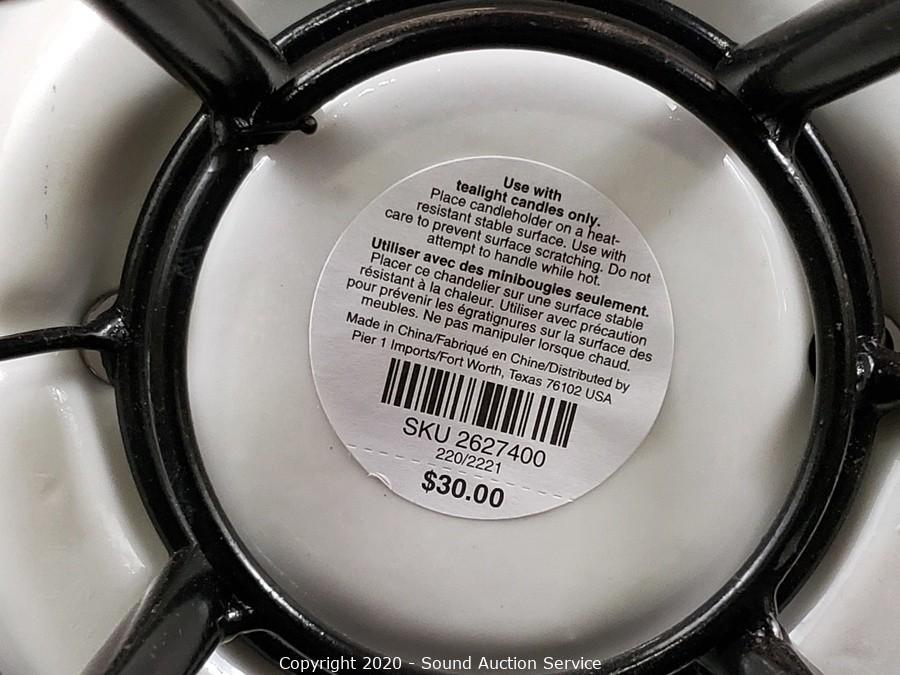 Use with
tealight candles only.
Place candleholder on a heat-
resistant stable surface. Use with
care to prevent surface scratching. Do not
attempt to handle while hot.
Utiliser avec des minibougies seulement.
Placer ce chandelier sur une surface stable
résistant à la chaleur. Utiliser avec précaution
pour prévenir les égratignures sur la surface des
meubles. Ne pas manipuler lorsque chaud.
Made in China/Fabriqué en Chine/Distributed by
Pier 1 Imports/Fort Worth, Texas 76102 USA
SKU 2627400
220/2221
$30.00
Copyright 2020 - Sound Auction Service